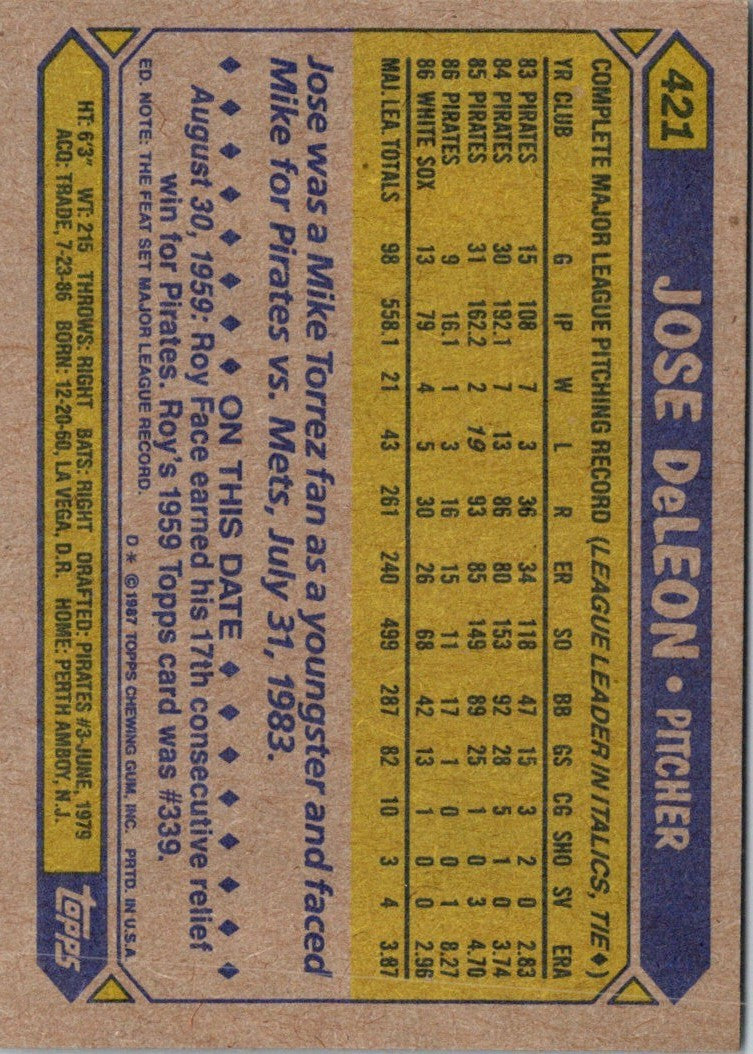 421
JOSE DeLEON • PITCHER
COMPLETE MAJOR LEAGUE PITCHING RECORD (LEAGUE LEADER IN ITALICS, TIE ♦)
YR CLUB G IP W L R ER SO BB GS CG SHO SV ERA
83 PIRATES 15 108 7 3 36 34 118 47 15 3 2 0 2.83
84 PIRATES 30 192.1 7 13 86 80 153 92 28 5 1 0 3.74
85 PIRATES 31 162.2 2 19 93 85 149 89 25 1 0 3 4.70
86 PIRATES 9 16.1 1 3 16 15 11 17 1 0 0 1 8.27
86 WHITE SOX 13 79 4 5 30 26 68 42 13 1 0 0 2.96
MAJ. LEA. TOTALS 98 558.1 21 43 261 240 499 287 82 10 3 4 3.87
Jose was a Mike Torrez fan as a youngster and faced
Mike for Pirates vs. Mets, July 31, 1983.
♦ ♦ ♦ ♦ ♦ ♦ ♦ ♦ ON THIS DATE ♦ ♦ ♦ ♦ ♦ ♦ ♦ ♦
August 30, 1959: Roy Face earned his 17th consecutive relief
win for Pirates. Roy's 1959 Topps card was #339.
ED. NOTE: THE FEAT SET MAJOR LEAGUE RECORD.
D* ©1987 TOPPS CHEWING GUM, INC. PRTD. IN U.S.A
HT: 6'3" WT: 215 THROWS: RIGHT BATS: RIGHT DRAFTED: PIRATES #3-JUNE, 1979
ACQ: TRADE, 7-23-86 BORN: 12-20-60, LA VEGA, D.R. HOME: PERTH AMBOY, N.J.
topps